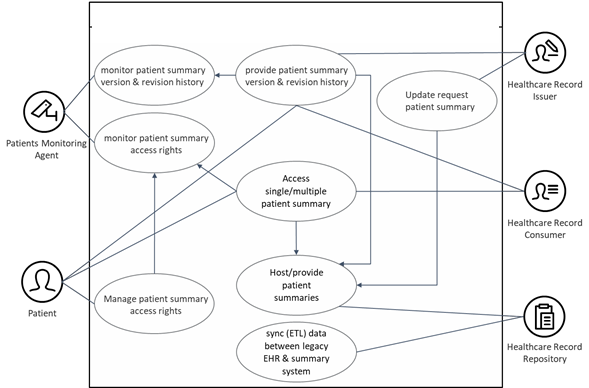 monitor patient summary
version & revision history
provide patient summary
version & revision history
Healthcare Record
Issuer
Update request
patient summary
Patients Monitoring
Agent
monitor patient summary
access rights
Access
single/multiple
patient summary
Healthcare Record
Consumer
Host/provide
patient
summaries
Manage patient summary
access rights
Patient
sync (ETL) data
between legacy
EHR & summary
system
Healthcare Record
Repository